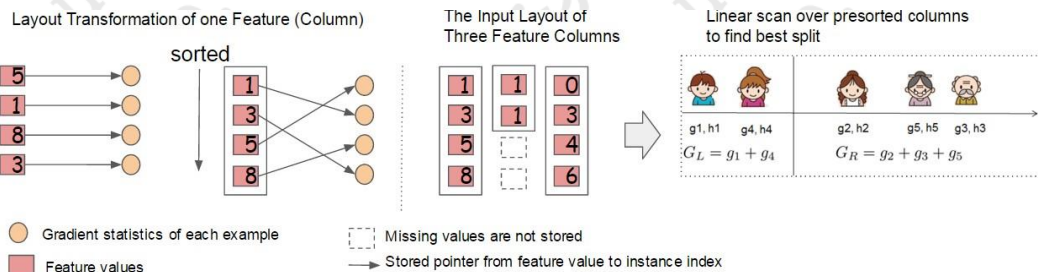 Layout Transformation of one Feature (Column)
The Input Layout of
Three Feature Columns
Linear scan over presorted columns
to find best split
sorted
5
1
8
3
1
3
5
8
1
3
5
8
1
1
0
3
4
6
g1, h1
g4, h4
g2, h2
g5, h5
g3, h3
G_L = g_1 + g_4
G_R = g_2 + g_3 + g_5
Gradient statistics of each example
Feature values
Missing values are not stored
Stored pointer from feature value to instance index